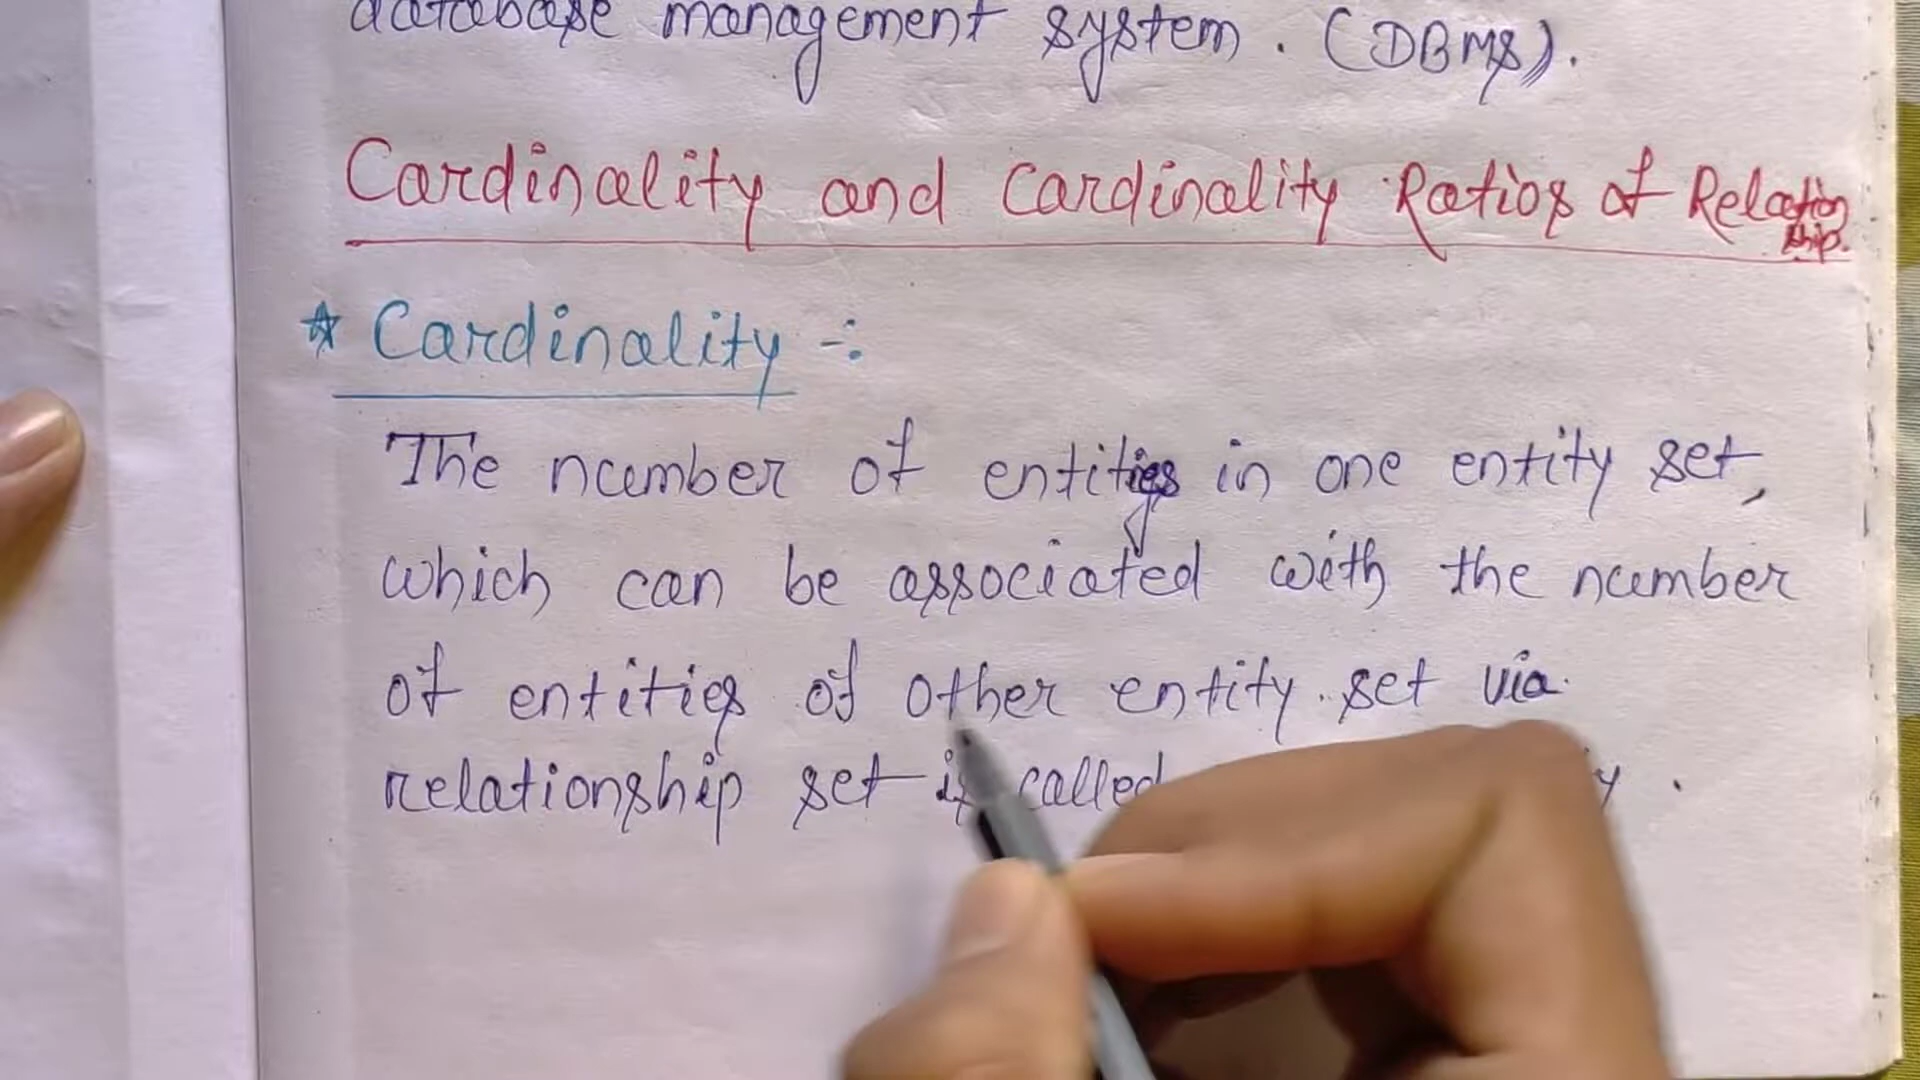 database management system. (DBMS).
Cardinality and Cardinality Ratios of Relationship.
* Cardinality -:
The number of entities in one entity set,
which can be associated with the number
of entities of other entity set via
relationship set is called